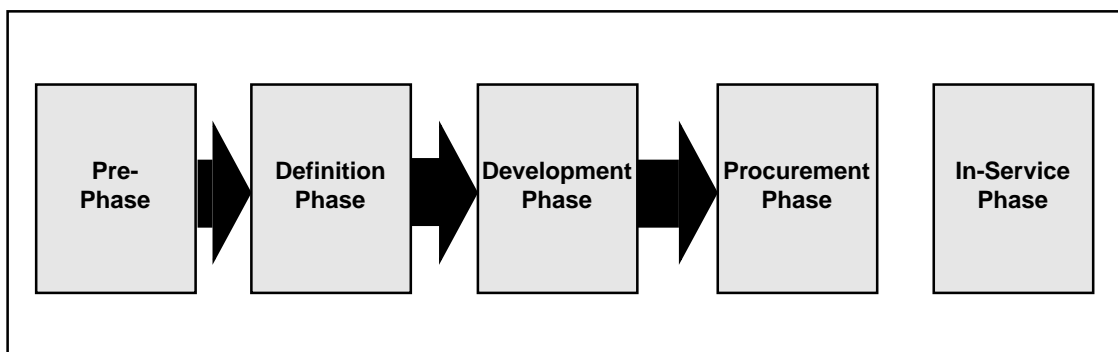 Pre-
Phase
Definition
Phase
Development
Phase
Procurement
Phase
In-Service
Phase